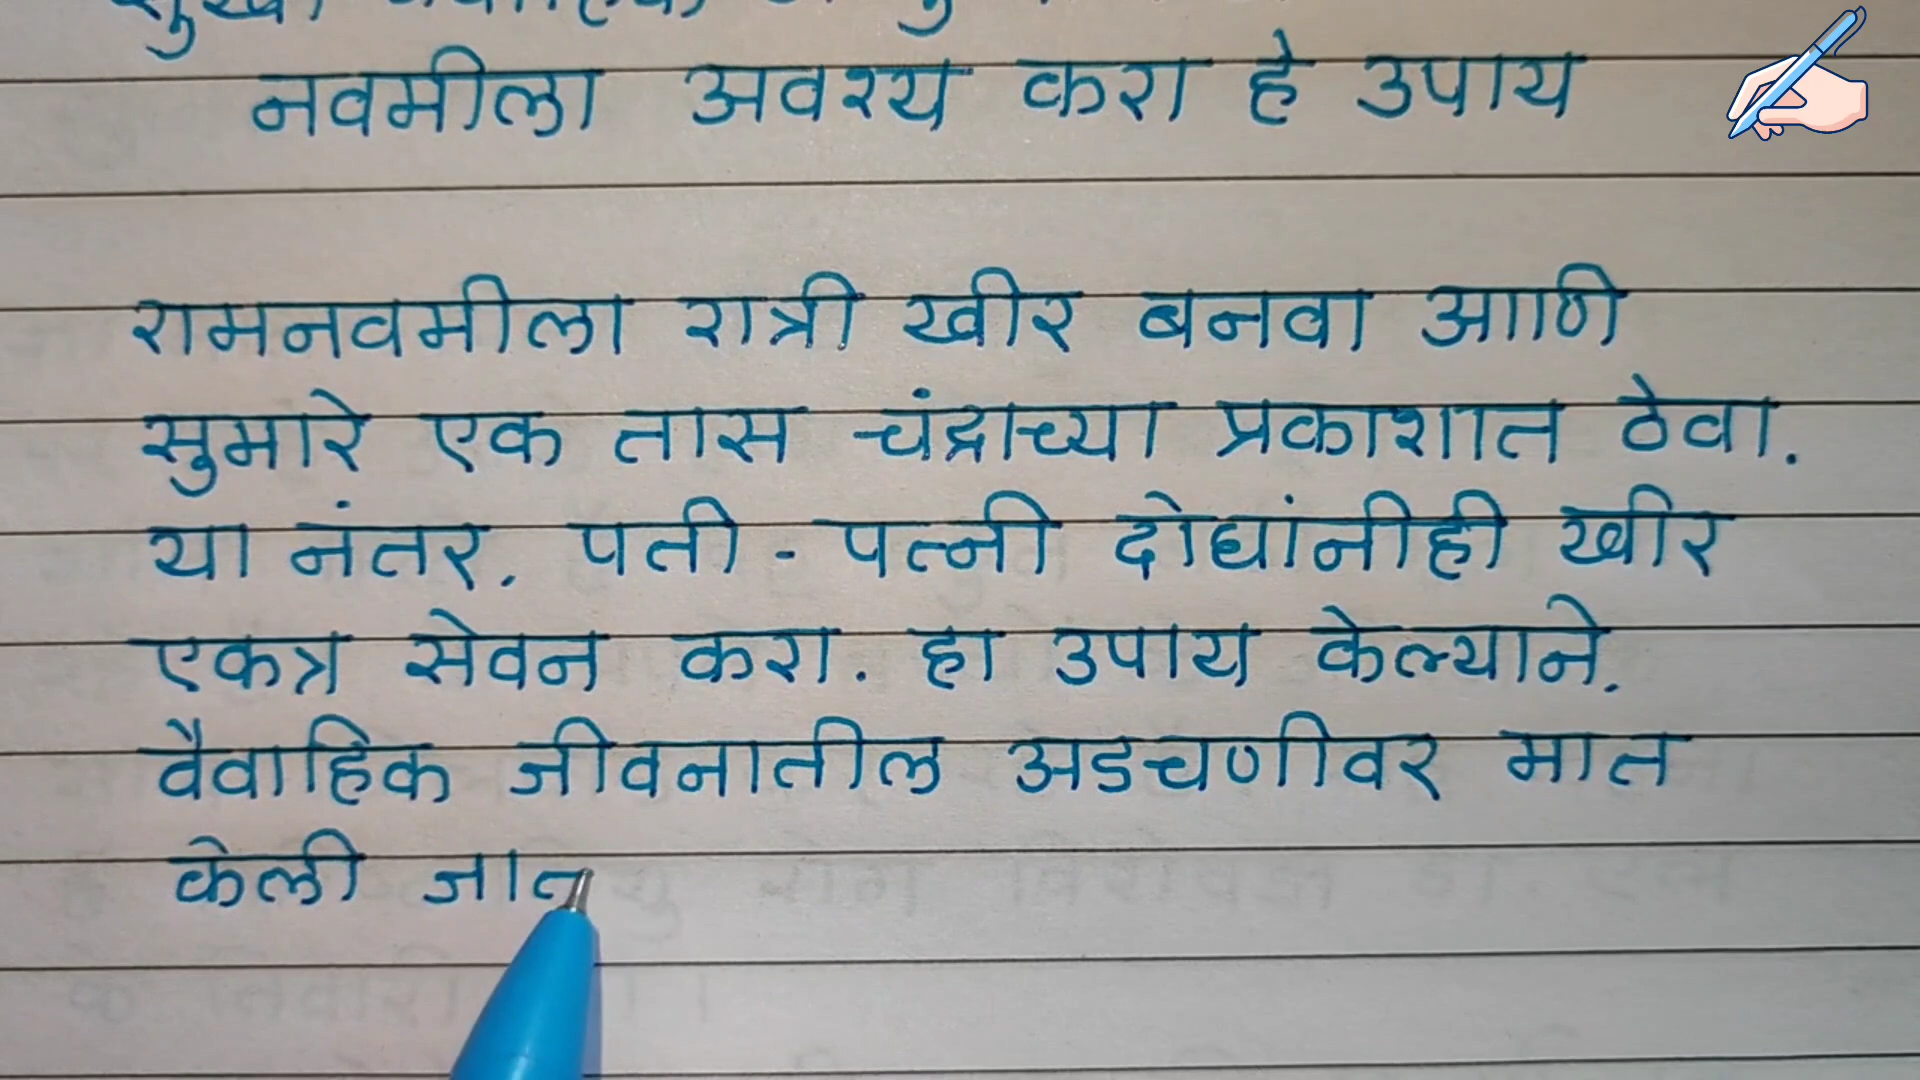 नवमीला अवश्य करा हे उपाय
रामनवमीला रात्री खीर बनवा आणि
सुमारे एक तास चंद्राच्या प्रकाशात ठेवा.
या नंतर. पती - पत्नी दोघांनीही खीर
एकत्र सेवन करा. हा उपाय केल्याने.
वैवाहिक जीवनातील अडचणीवर मात
केली जात